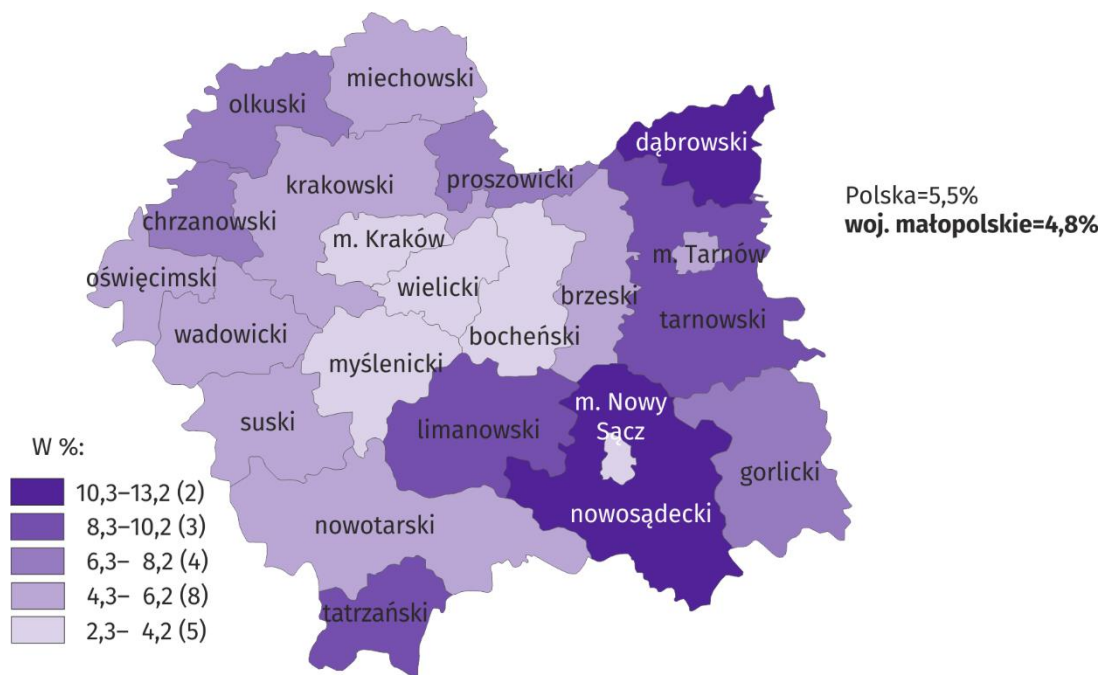 miechowski
olkuski
dąbrowski
krakowski
proszowicki
Polska=5,5%
woj. małopolskie=4,8%
chrzanowski
m. Kraków
m. Tarnów
oświęcimski
wielicki
brzeski
tarnowski
wadowicki
bocheński
myślenicki
m. Nowy
Sącz
suski
limanowski
gorlicki
nowosądecki
nowotarski
tatrzański
W %:
10,3–13,2 (2)
8,3–10,2 (3)
6,3– 8,2 (4)
4,3– 6,2 (8)
2,3– 4,2 (5)